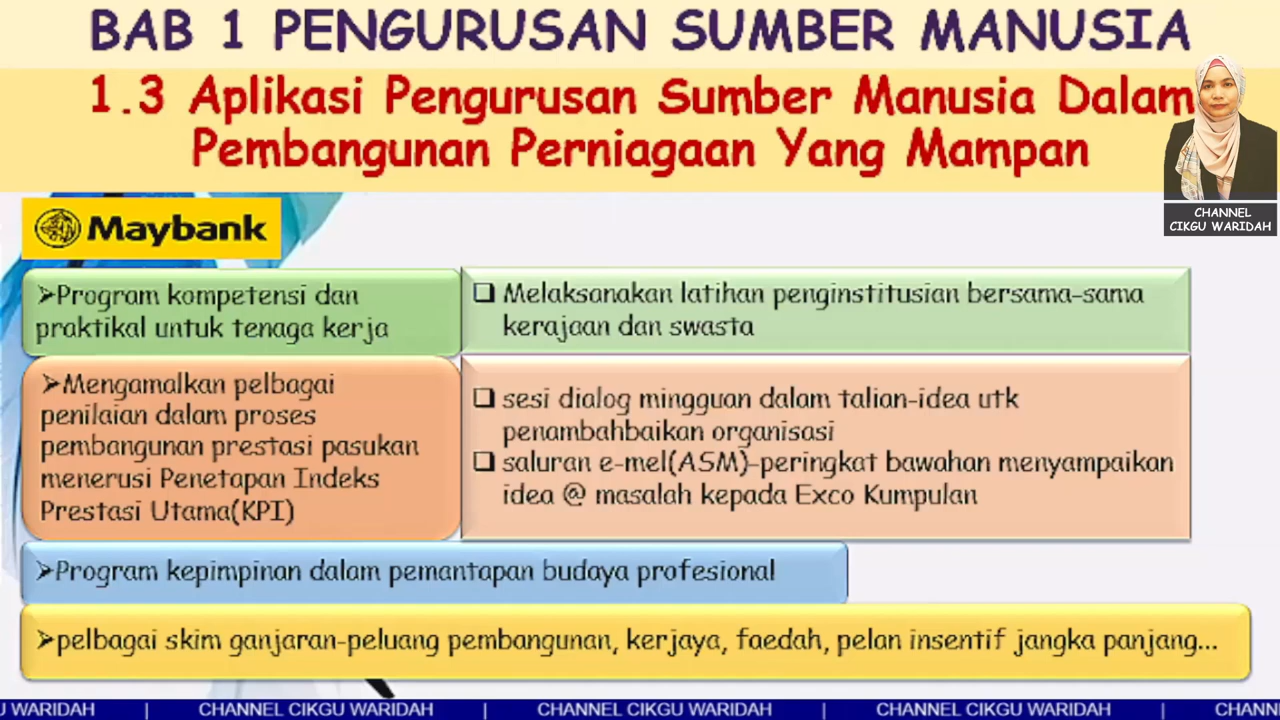 BAB 1 PENGURUSAN SUMBER MANUSIA
1.3 Aplikasi Pengurusan Sumber Manusia Dalam
Pembangunan Perniagaan Yang Mampan
CHANNEL
CIKGU WARIDAH
Maybank
➢Program kompetensi dan
praktikal untuk tenaga kerja
❑ Melaksanakan latihan penginstitusian bersama-sama
kerajaan dan swasta
➢Mengamalkan pelbagai
penilaian dalam proses
pembangunan prestasi pasukan
menerusi Penetapan Indeks
Prestasi Utama(KPI)
❑ sesi dialog mingguan dalam talian-idea utk
penambahbaikan organisasi
❑ saluran e-mel(ASM)-peringkat bawahan menyampaikan
idea @ masalah kepada Exco Kumpulan
➢Program kepimpinan dalam pemantapan budaya profesional
➢pelbagai skim ganjaran-peluang pembangunan, kerjaya, faedah, pelan insentif jangka panjang...
U WARIDAH | CHANNEL CIKGU WARIDAH | CHANNEL CIKGU WARIDAH | CHANNEL CIKGU WARIDAH | CHANN